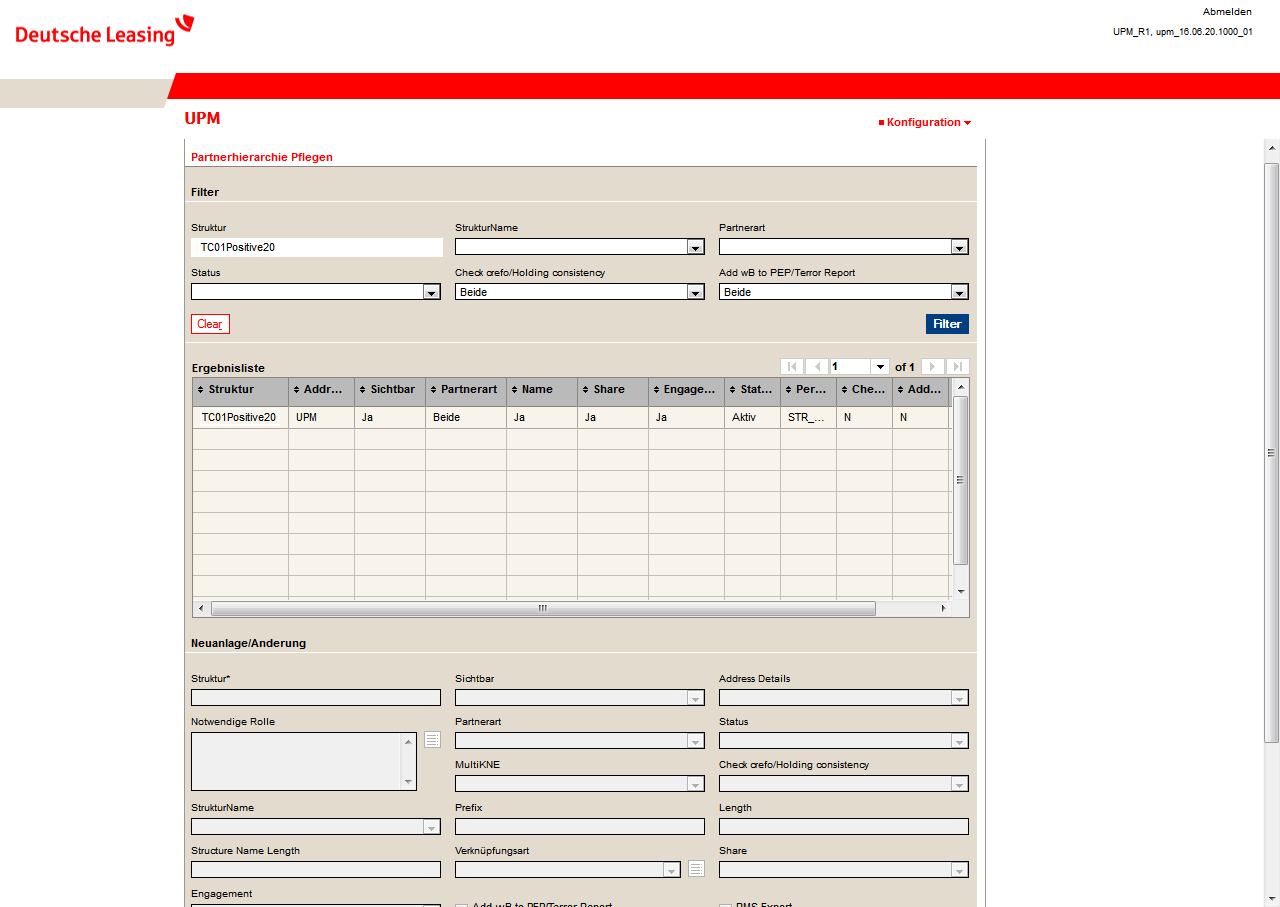 Deutsche Leasing
Abmelden
UPM_R1, upm_16.06.20.1000_01
UPM
Konfiguration
Partnerhierarchie Pflegen
Filter
Struktur StrukturName Partnerart
TC01Positive20
Status Check crefo/Holding consistency Add wB to PEP/Terror Report
Beide Beide
Clear Filter
Ergebnisliste 1 of 1
Struktur Addr... Sichtbar Partnerart Name Share Engage... Stat... Per... Che... Add...
TC01Positive20 UPM Ja Beide Ja Ja Ja Aktiv STR_... N N
Neuanlage/Anderung
Struktur* Sichtbar Address Details
Notwendige Rolle Partnerart Status
MultiKNE Check crefo/Holding consistency
StrukturName Prefix Length
Structure Name Length Verknüpfungsart Share
Engagement
Add wB to PEP/Terror Report PMS Export